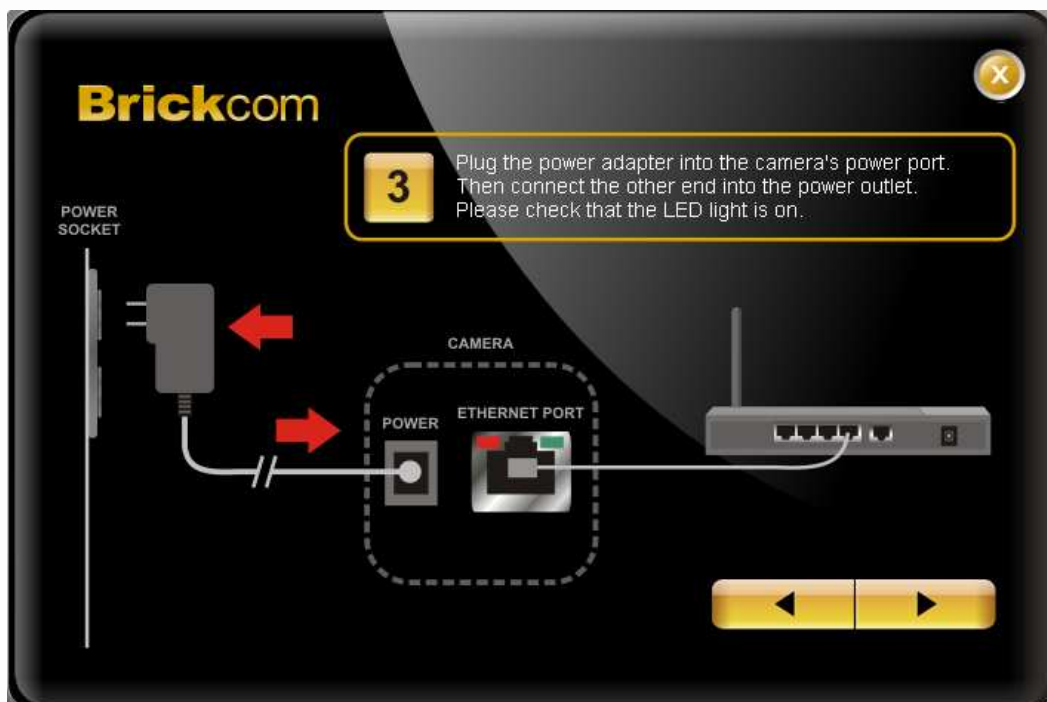 Brickcom
X
3
Plug the power adapter into the camera's power port.
Then connect the other end into the power outlet.
Please check that the LED light is on.
POWER
SOCKET
CAMERA
POWER
ETHERNET PORT